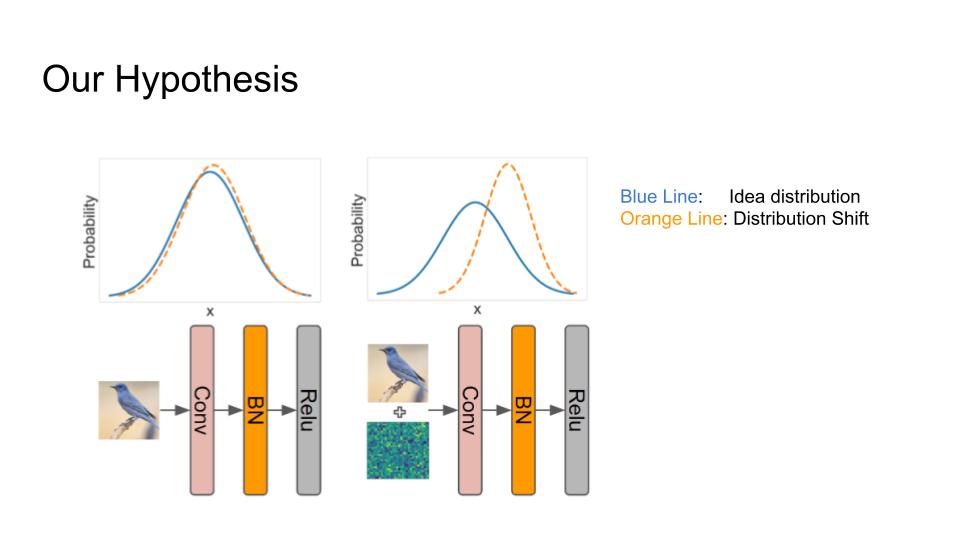 Our Hypothesis
Probability
x
Probability
x
Blue Line: Idea distribution
Orange Line: Distribution Shift
Conv
BN
Relu
Conv
BN
Relu